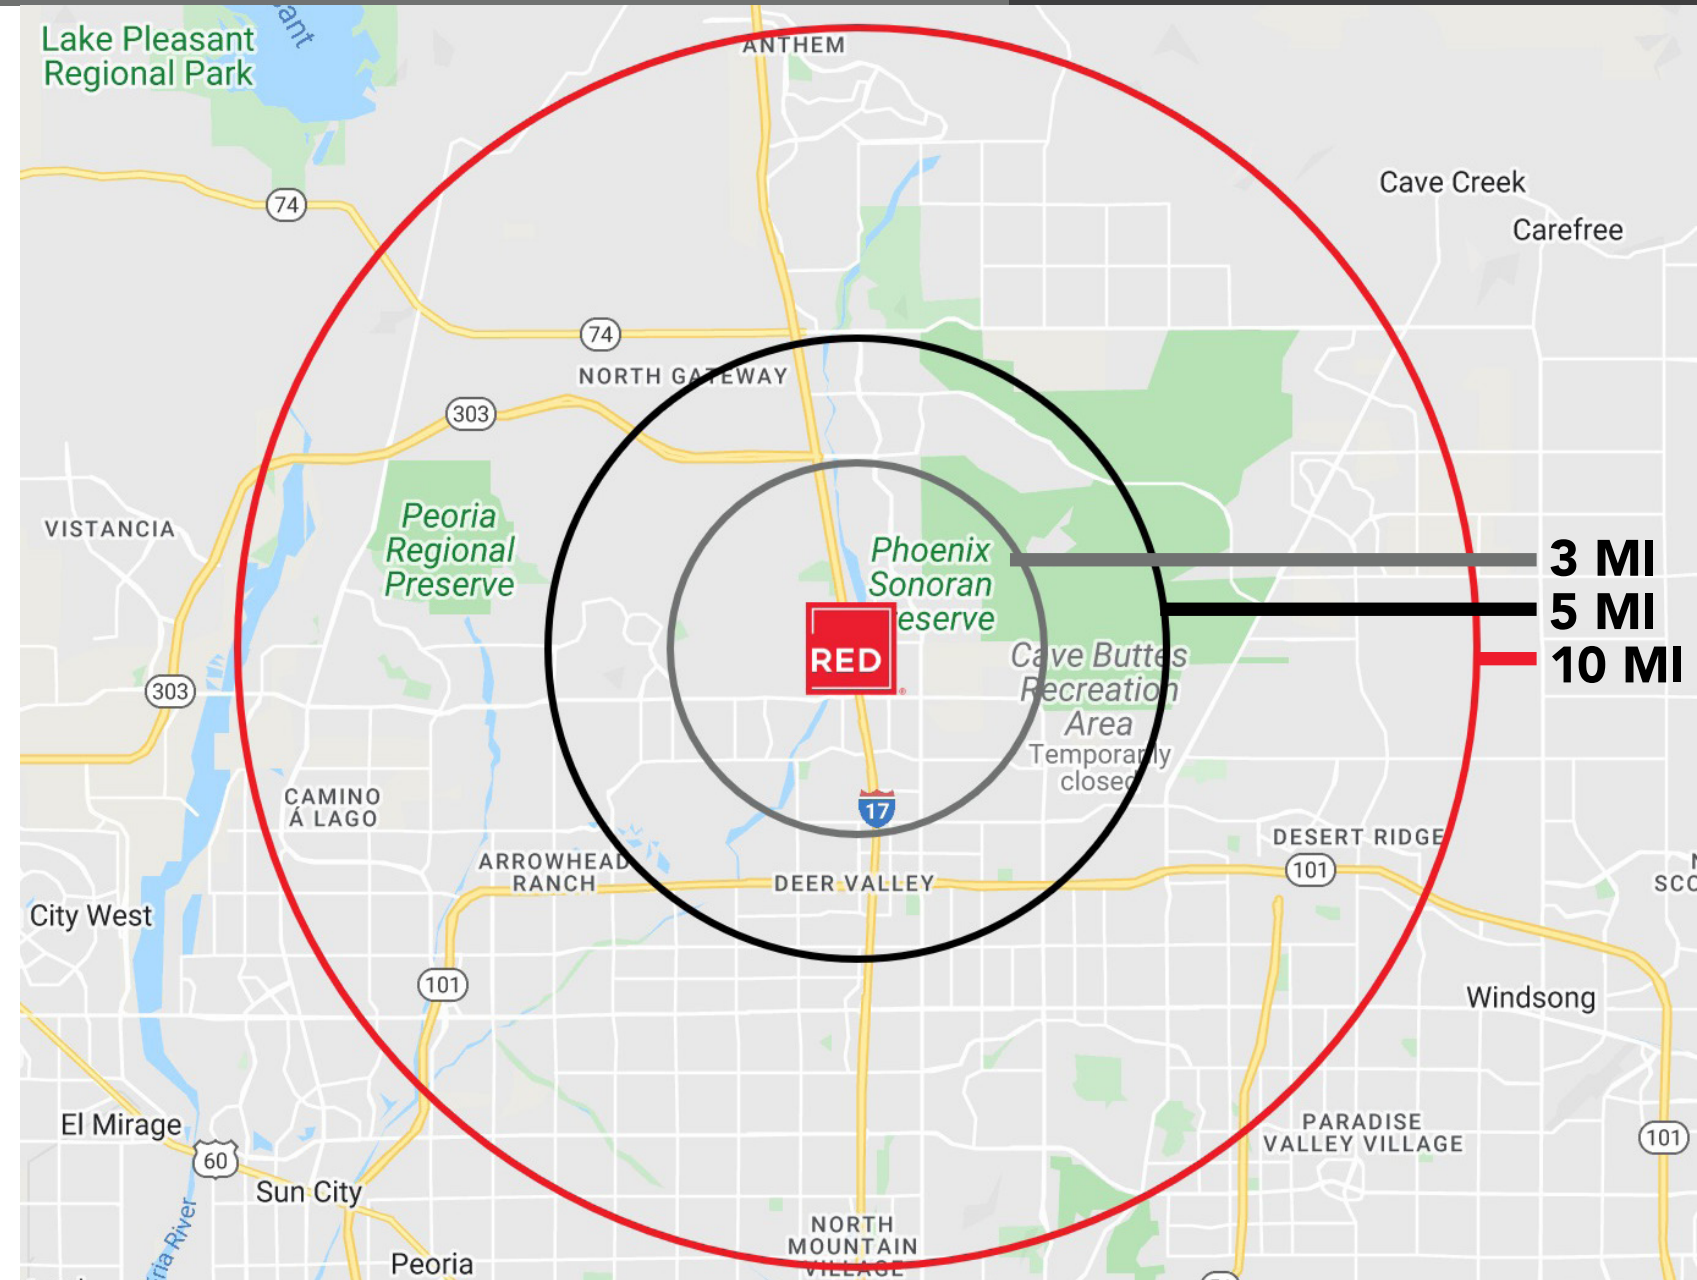 Lake Pleasant
Regional Park
ANTHEM
Cave Creek
Carefree
74
74
NORTH GATEWAY
303
VISTANCIA
Peoria
Regional
Preserve
Phoenix
Sonoran
eserve
3 MI
5 MI
10 MI
RED
®
Cave Buttes
Recreation
Area
Temporarily
closed
303
CAMINO
Á LAGO
17
DESERT RIDGE
101
ARROWHEAD
RANCH
DEER VALLEY
City West
101
Windsong
El Mirage
60
PARADISE
VALLEY VILLAGE
101
Sun City
NORTH
MOUNTAIN
VILLAGE
Peoria
River